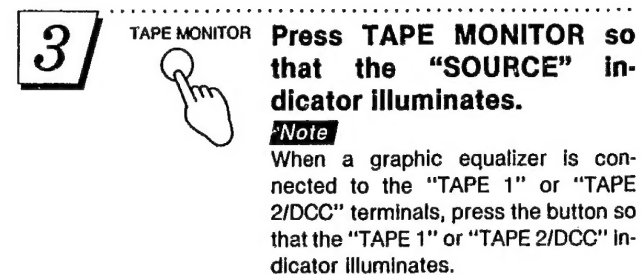 3
TAPE MONITOR
Press TAPE MONITOR so
that the "SOURCE" in-
dicator illuminates.
Note
When a graphic equalizer is con-
nected to the "TAPE 1" or "TAPE
2/DCC" terminals, press the button so
that the "TAPE 1" or "TAPE 2/DCC" in-
dicator illuminates.